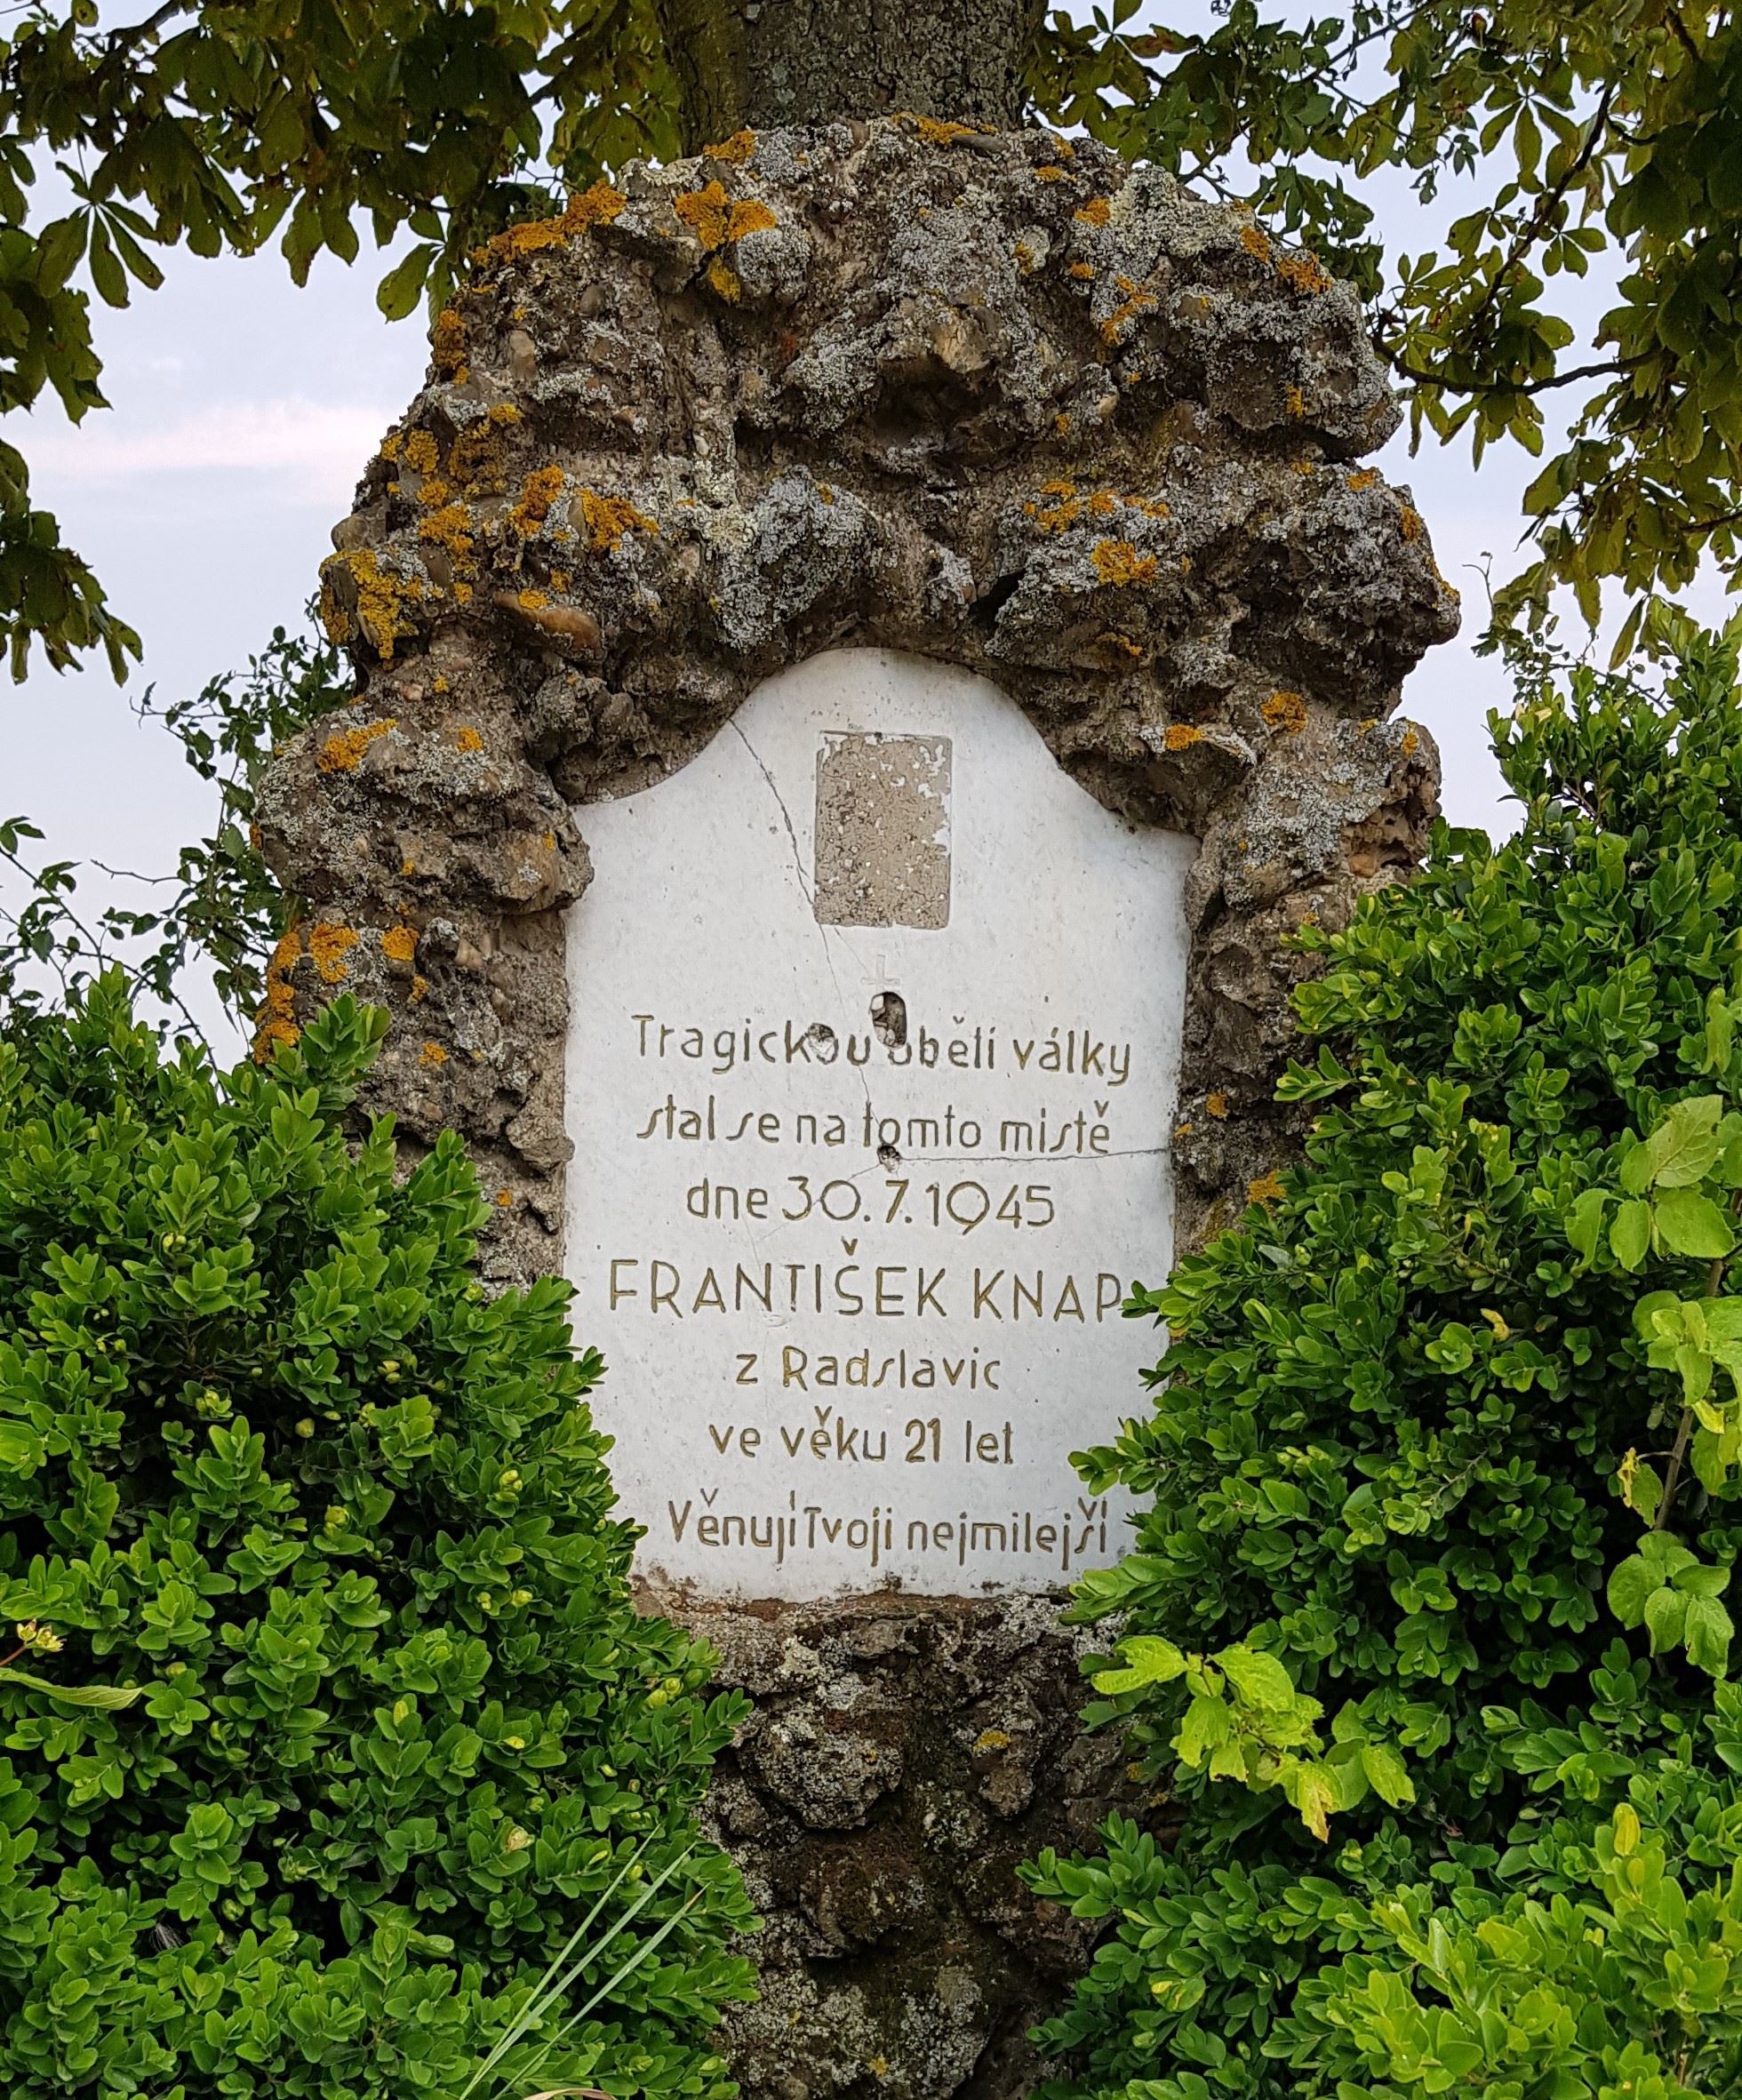 Tragickou obětí války
stal se na tomto mistě
dne 30.7.1945
FRANTIŠEK KNAP
z Radslavic
ve věku 21 let
Věnují Tvoji nejmilejší